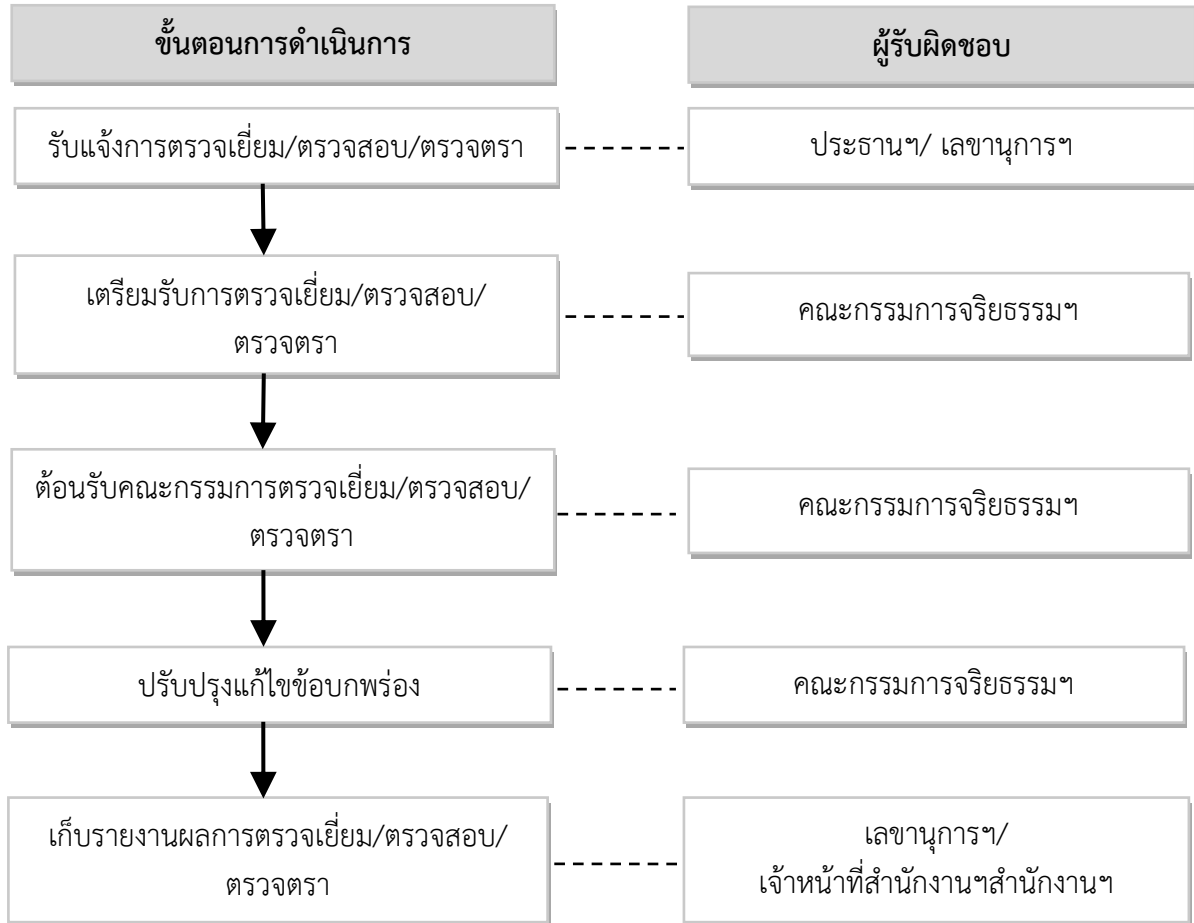 ขั้นตอนการดำเนินการ
ผู้รับผิดชอบ
รับแจ้งการตรวจเยี่ยม/ตรวจสอบ/ตรวจตรา
ประธานฯ/ เลขานุการฯ
เตรียมรับการตรวจเยี่ยม/ตรวจสอบ/
ตรวจตรา
คณะกรรมการจริยธรรมฯ
ต้อนรับคณะกรรมการตรวจเยี่ยม/ตรวจสอบ/
ตรวจตรา
คณะกรรมการจริยธรรมฯ
ปรับปรุงแก้ไขข้อบกพร่อง
คณะกรรมการจริยธรรมฯ
เก็บรายงานผลการตรวจเยี่ยม/ตรวจสอบ/
ตรวจตรา
เลขานุการฯ/
เจ้าหน้าที่สำนักงานฯสำนักงานฯ